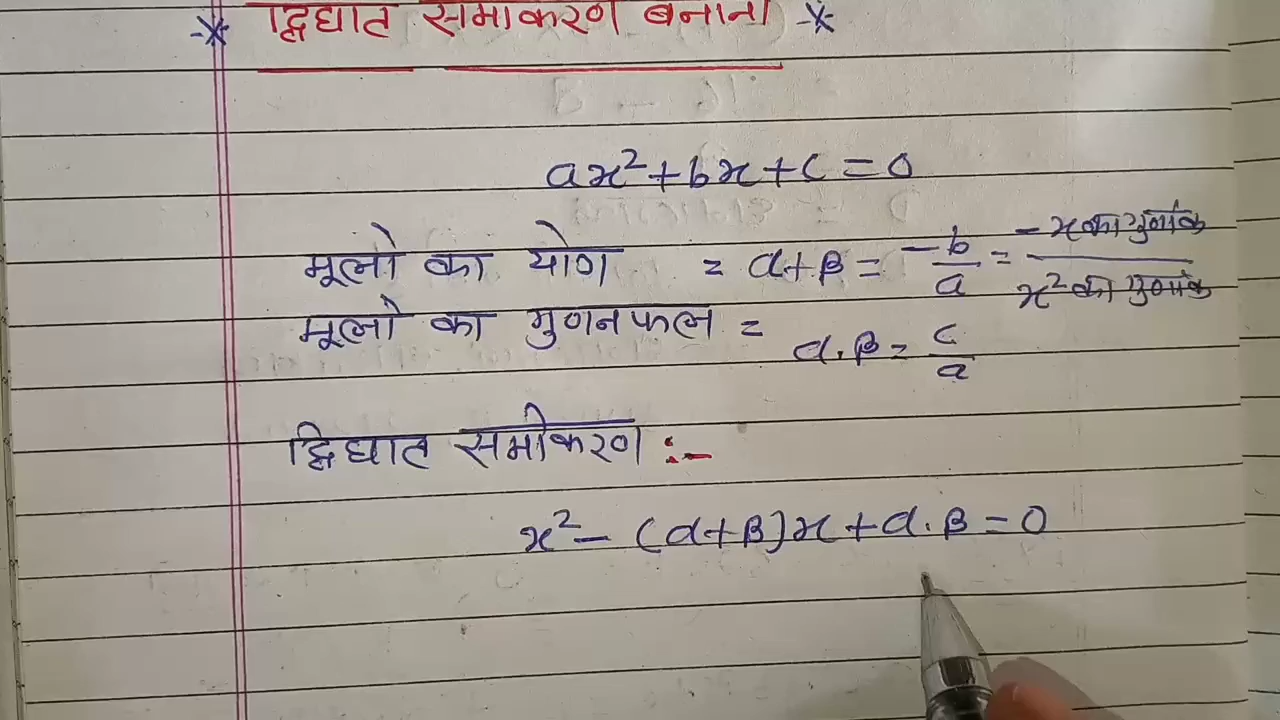 द्विघात समीकरण बनाना
ax²+bx+c=0
मूलो का योग = α+β = -b/a = -x का गुणांक/x² का गुणांक
मूलो का गुणनफल = α.β = c/a
द्विघात समीकरण :-
x² - (α+β)x + α.β = 0